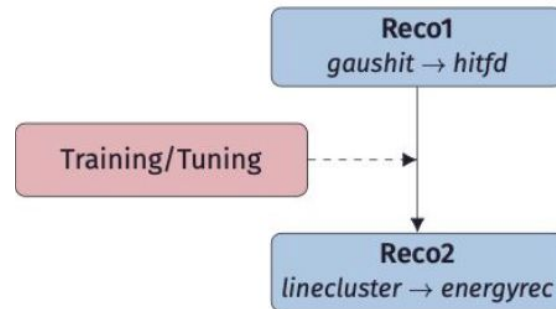 Reco1
gaushit → hitfd
Training/Tuning
Reco2
linecluster → energyrec